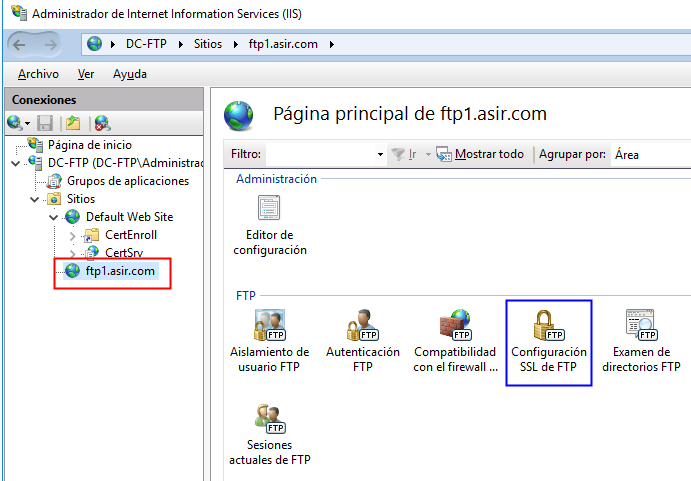 Administrador de Internet Information Services (IIS)
DC-FTP Sitios ftp1.asir.com
Archivo Ver Ayuda
Conexiones
Página de inicio
DC-FTP (DC-FTP\Administrad
Grupos de aplicaciones
Sitios
Default Web Site
CertEnroll
CertSrv
ftp1.asir.com
Página principal de ftp1.asir.com
Filtro: Ir Mostrar todo Agrupar por: Área
Administración
Editor de
configuración
FTP
FTP FTP FTP FTP FTP
Aislamiento de Autenticación Compatibilidad Configuración Examen de
usuario FTP FTP con el firewall ... SSL de FTP directorios FTP
FTP
Sesiones
actuales de FTP